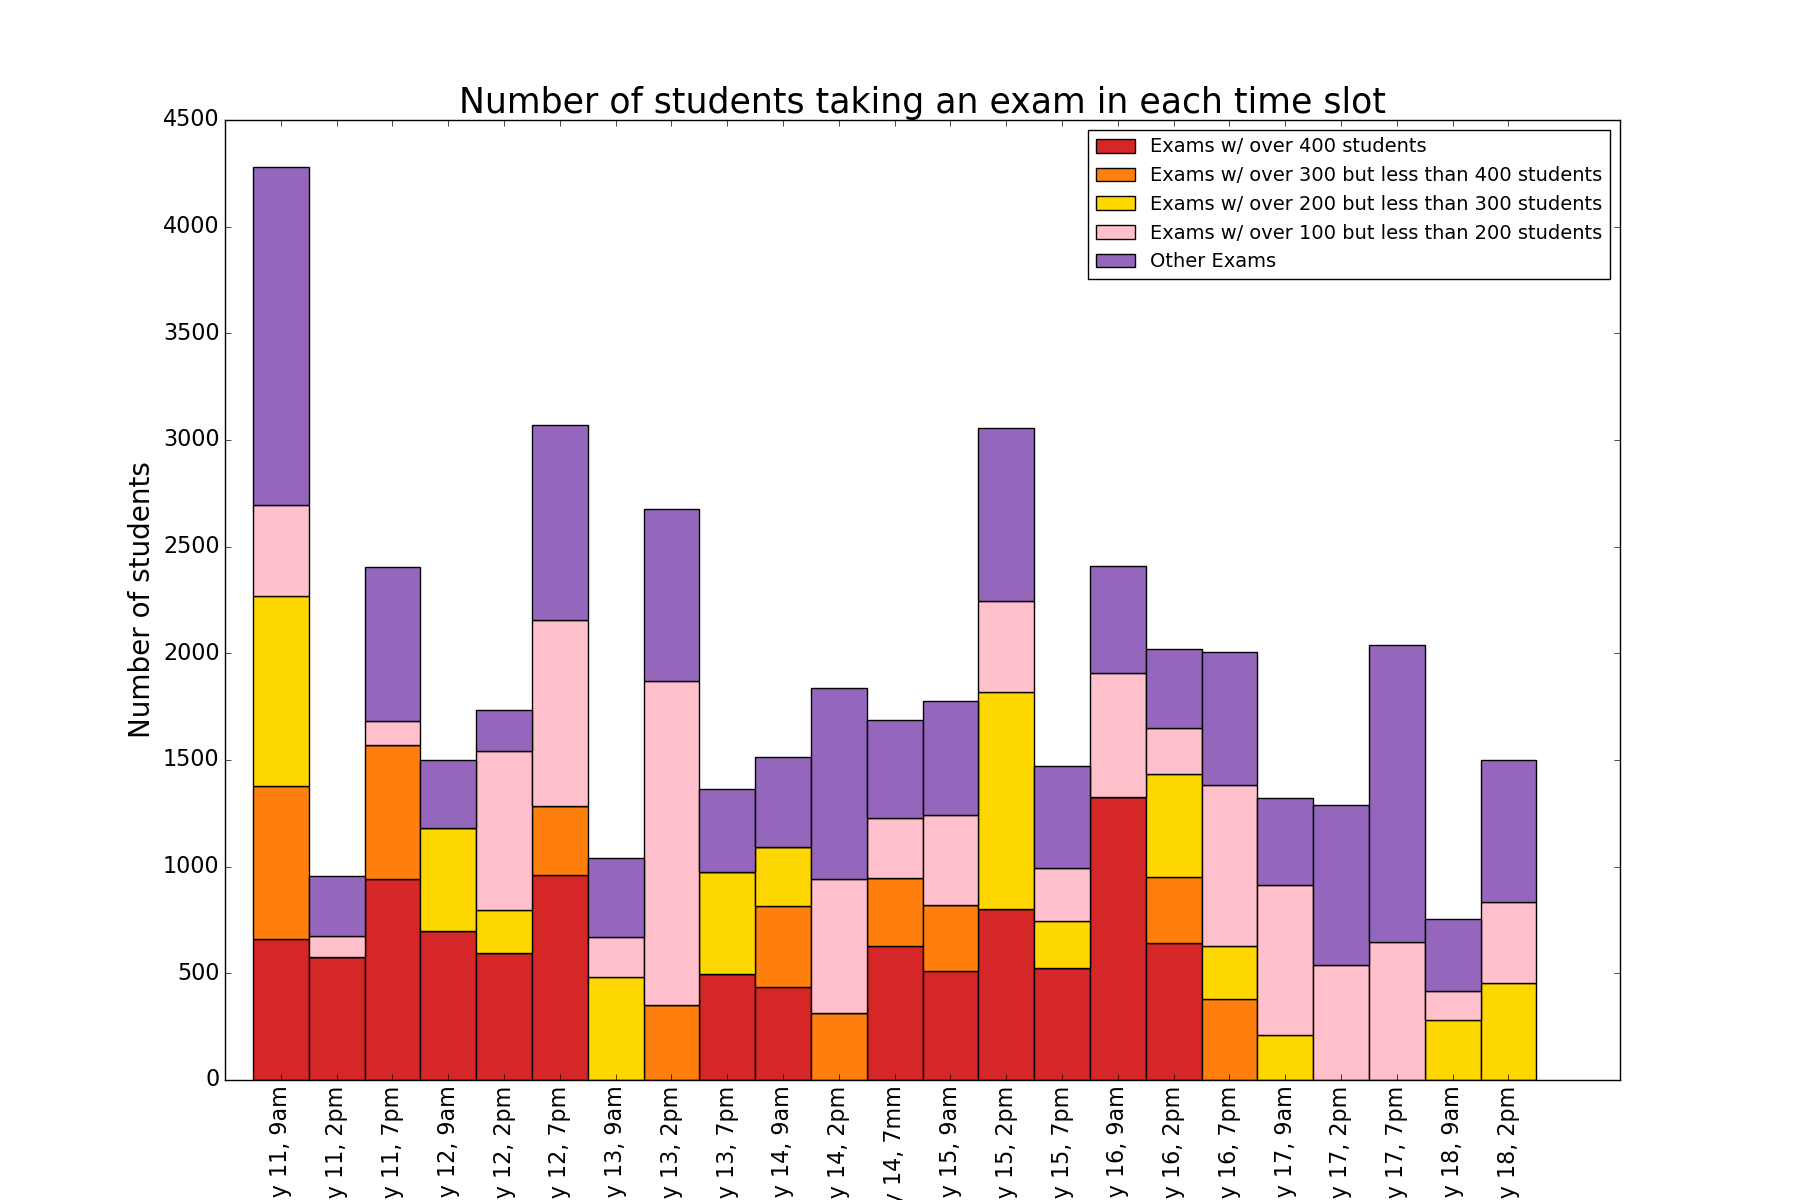 Number of students taking an exam in each time slot
Exams w/ over 400 students
Exams w/ over 300 but less than 400 students
Exams w/ over 200 but less than 300 students
Exams w/ over 100 but less than 200 students
Other Exams
Number of students
4500
4000
3500
3000
2500
2000
1500
1000
500
0
y 11, 9am
y 11, 2pm
y 11, 7pm
y 12, 9am
y 12, 2pm
y 12, 7pm
y 13, 9am
y 13, 2pm
y 13, 7pm
y 14, 9am
y 14, 2pm
y 14, 7mm
y 15, 9am
y 15, 2pm
y 15, 7pm
y 16, 9am
y 16, 2pm
y 16, 7pm
y 17, 9am
y 17, 2pm
y 17, 7pm
y 18, 9am
y 18, 2pm